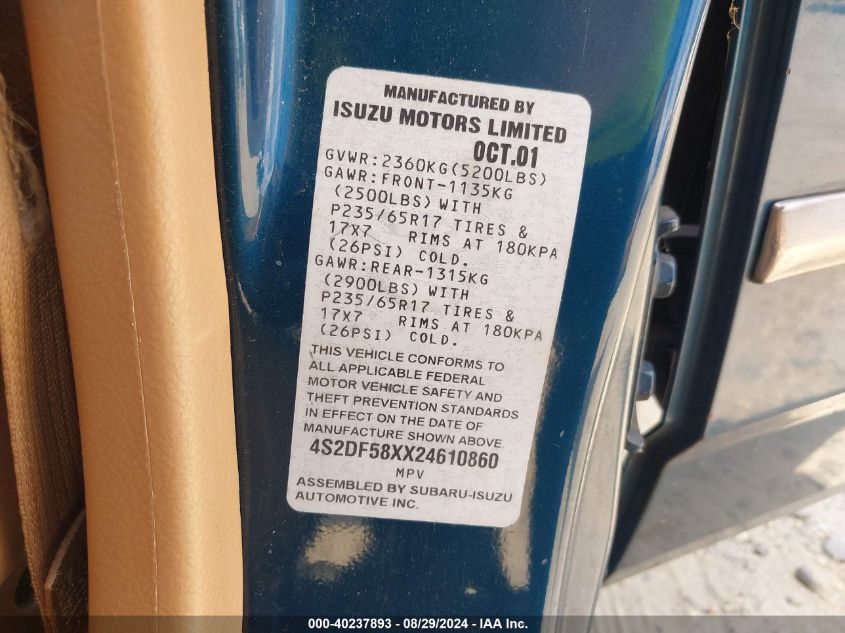 MANUFACTURED BY
ISUZU MOTORS LIMITED
OCT.01
GVWR:2360KG(5200LBS)
GAWR:FRONT-1135KG
(2500LBS) WITH
P235/65R17 TIRES &
17X7 RIMS AT 180KPA
(26PSI) COLD.
GAWR:REAR-1315KG
(2900LBS) WITH
P235/65R17 TIRES &
17X7 RIMS AT 180KPA
(26PSI) COLD.
THIS VEHICLE CONFORMS TO
ALL APPLICABLE FEDERAL
MOTOR VEHICLE SAFETY AND
THEFT PREVENTION STANDARDS
IN EFFECT ON THE DATE OF
MANUFACTURE SHOWN ABOVE
4S2DF58XX24610860
MPV
ASSEMBLED BY SUBARU-ISUZU
AUTOMOTIVE INC.
000-40237893 - 08/29/2024 - IAA Inc.